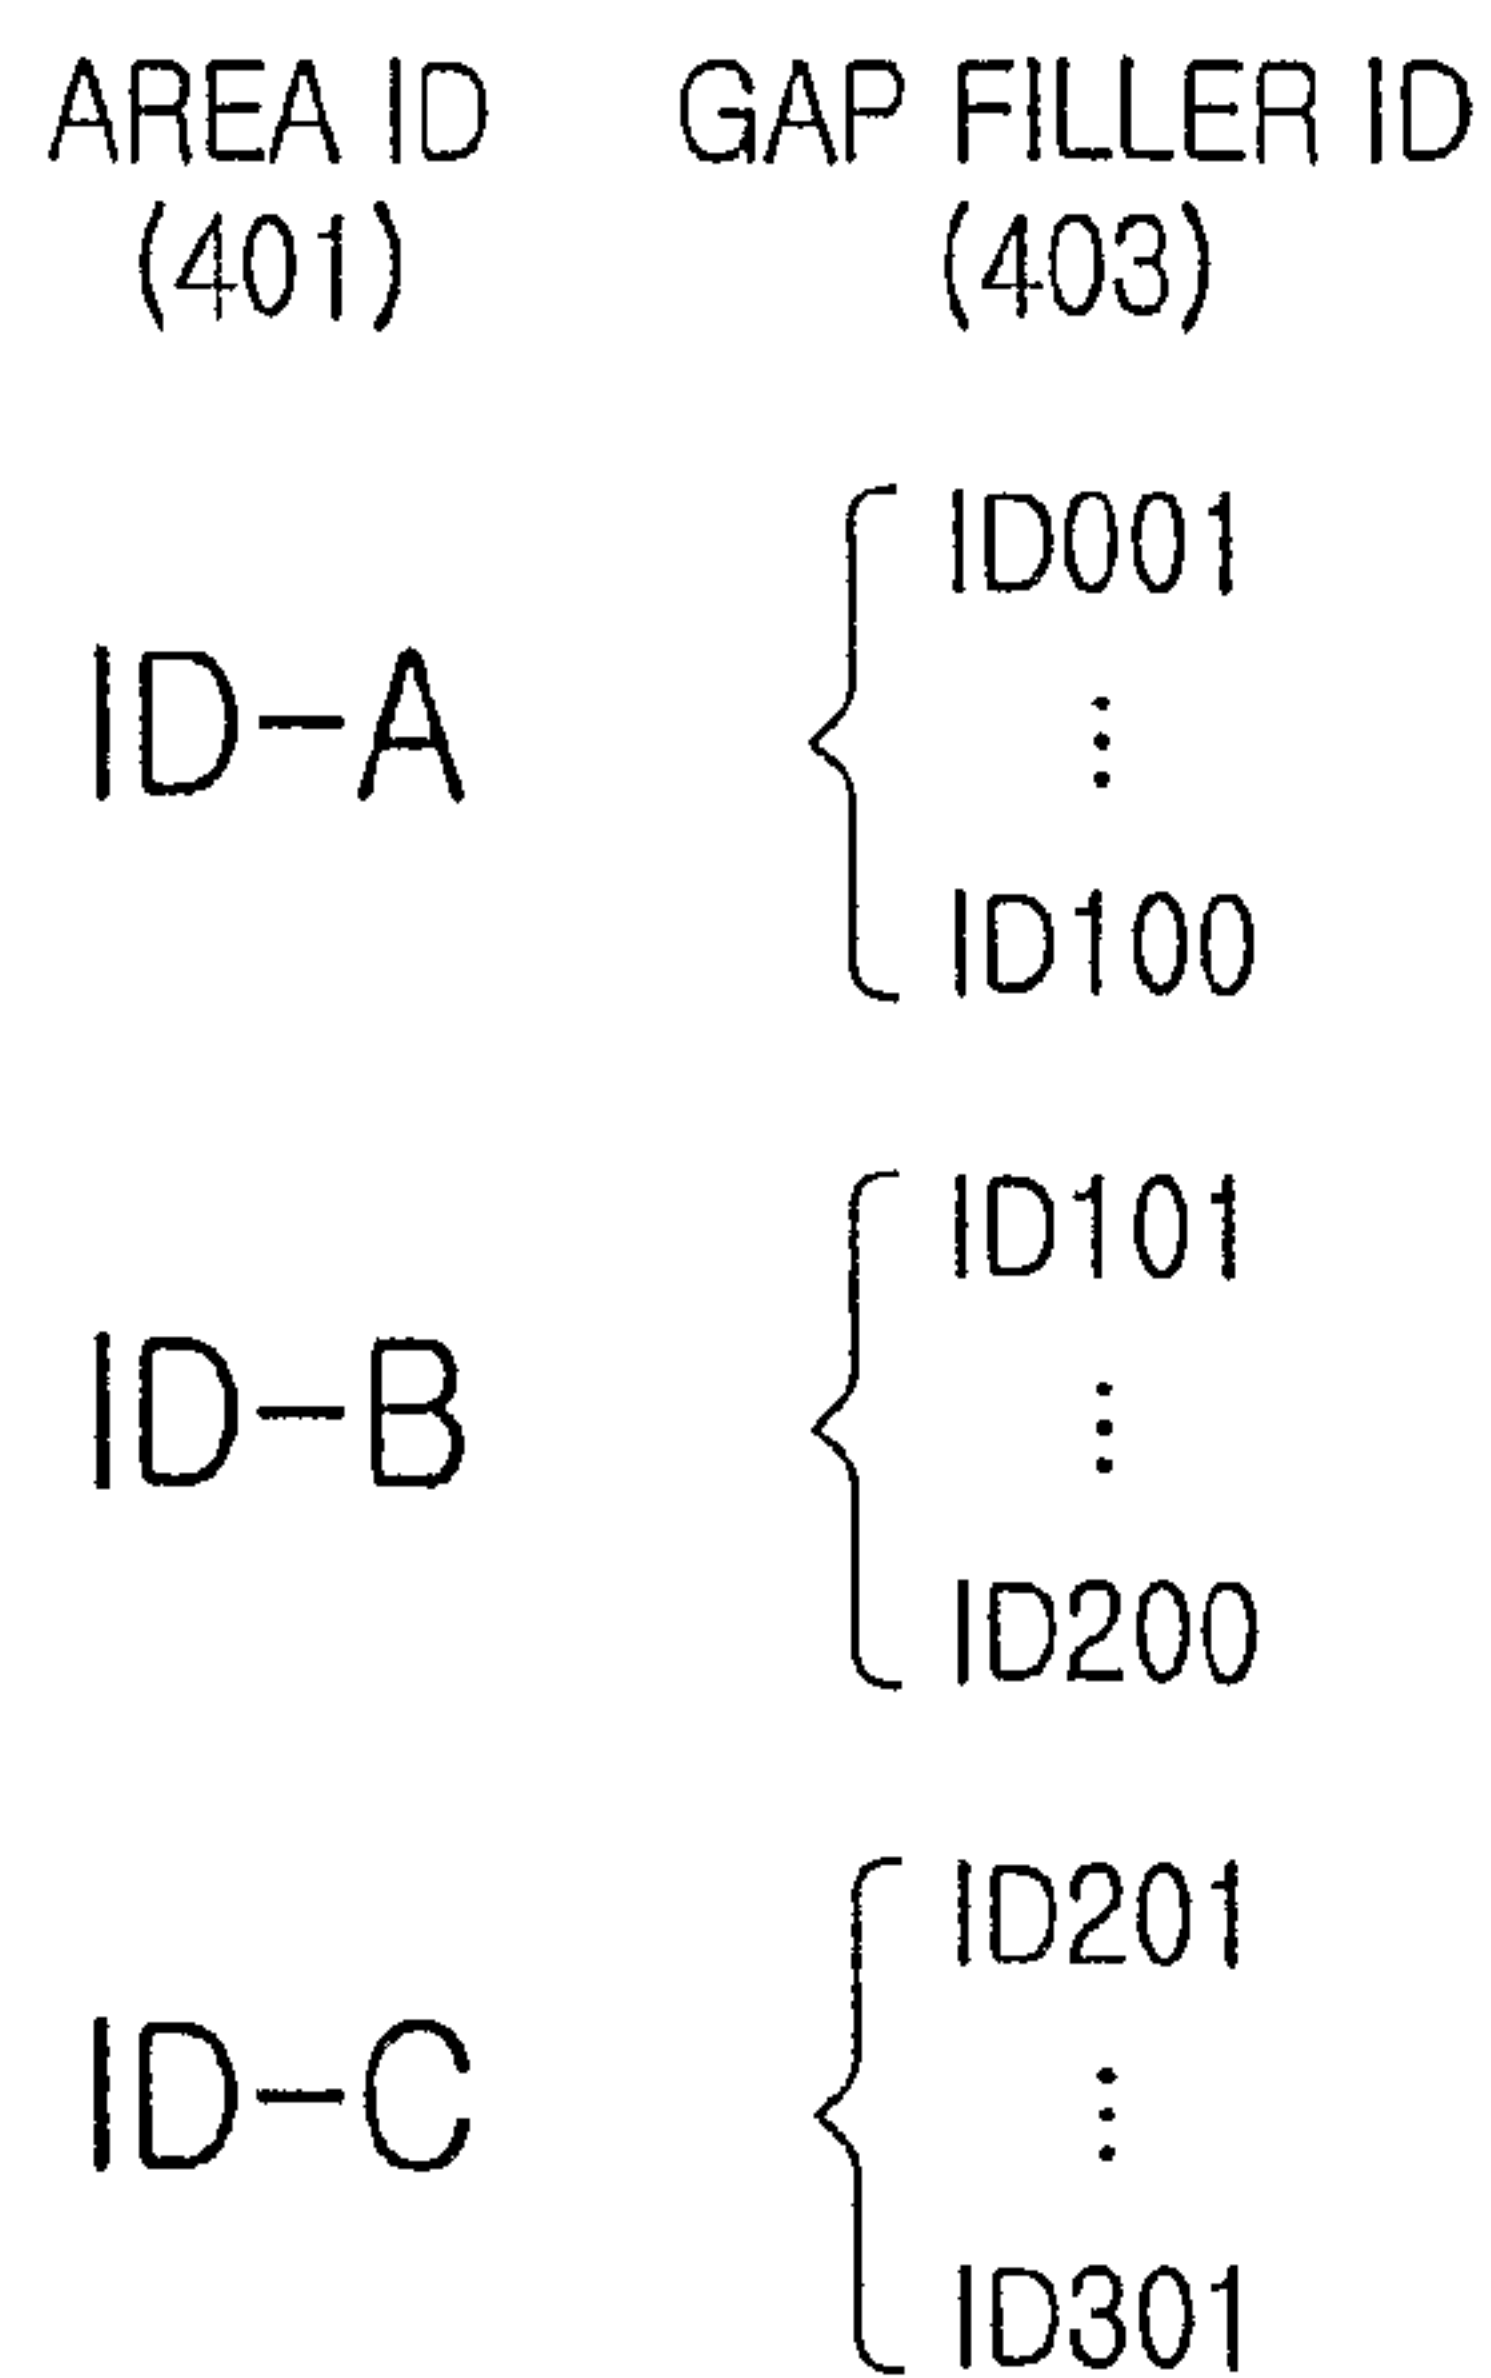 AREA ID GAP FILLER ID
(401) (403)
ID001
ID-A
ID100
ID101
ID-B
ID200
ID201
ID-C
ID301